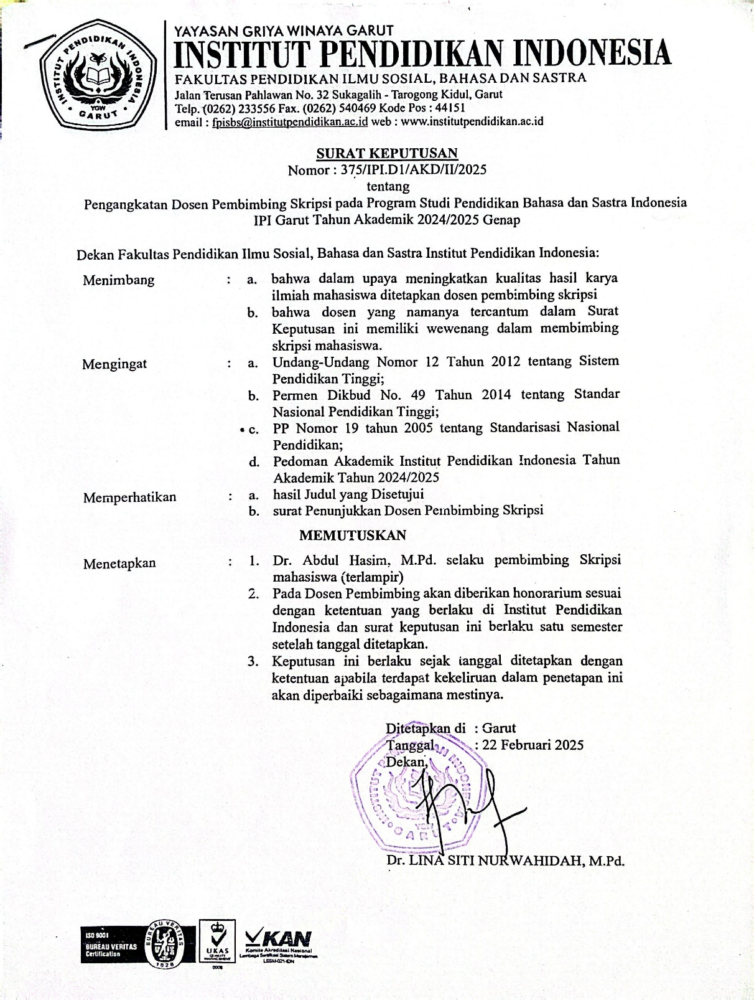 INSTITUT PENDIDIKAN INDONESIA
YGW
GARUT
YAYASAN GRIYA WINAYA GARUT
INSTITUT PENDIDIKAN INDONESIA
FAKULTAS PENDIDIKAN ILMU SOSIAL, BAHASA DAN SASTRA
Jalan Terusan Pahlawan No. 32 Sukagalih - Tarogong Kidul, Garut
Telp. (0262) 233556 Fax. (0262) 540469 Kode Pos : 44151
email : fpisbs@institutpendidikan.ac.id web : www.institutpendidikan.ac.id
SURAT KEPUTUSAN
Nomor : 375/IPI.D1/AKD/II/2025
tentang
Pengangkatan Dosen Pembimbing Skripsi pada Program Studi Pendidikan Bahasa dan Sastra Indonesia
IPI Garut Tahun Akademik 2024/2025 Genap
Dekan Fakultas Pendidikan Ilmu Sosial, Bahasa dan Sastra Institut Pendidikan Indonesia:
Menimbang : a. bahwa dalam upaya meningkatkan kualitas hasil karya
ilmiah mahasiswa ditetapkan dosen pembimbing skripsi
b. bahwa dosen yang namanya tercantum dalam Surat
Keputusan ini memiliki wewenang dalam membimbing
skripsi mahasiswa.
Mengingat : a. Undang-Undang Nomor 12 Tahun 2012 tentang Sistem
Pendidikan Tinggi;
b. Permen Dikbud No. 49 Tahun 2014 tentang Standar
Nasional Pendidikan Tinggi;
c. PP Nomor 19 tahun 2005 tentang Standarisasi Nasional
Pendidikan;
d. Pedoman Akademik Institut Pendidikan Indonesia Tahun
Akademik Tahun 2024/2025
Memperhatikan : a. hasil Judul yang Disetujui
b. surat Penunjukkan Dosen Pembimbing Skripsi
MEMUTUSKAN
Menetapkan : 1. Dr. Abdul Hasim, M.Pd. selaku pembimbing Skripsi
mahasiswa (terlampir)
2. Pada Dosen Pembimbing akan diberikan honorarium sesuai
dengan ketentuan yang berlaku di Institut Pendidikan
Indonesia dan surat keputusan ini berlaku satu semester
setelah tanggal ditetapkan.
3. Keputusan ini berlaku sejak tanggal ditetapkan dengan
ketentuan apabila terdapat kekeliruan dalam penetapan ini
akan diperbaiki sebagaimana mestinya.
Ditetapkan di : Garut
Tanggal : 22 Februari 2025
Dekan,
INSTITUT PENDIDIKAN INDONESIA
YGW
GARUT
Dr. LINA SITI NURWAHIDAH, M.Pd.
ISO 9001
BUREAU VERITAS
Certification
BUREAU VERITAS
1828
UKAS
QUALITY
MANAGEMENT
0008
KAN
Komite Akreditasi Nasional
Lembaga Sertifikasi Sistem Manajemen
LSSM-021-IDN